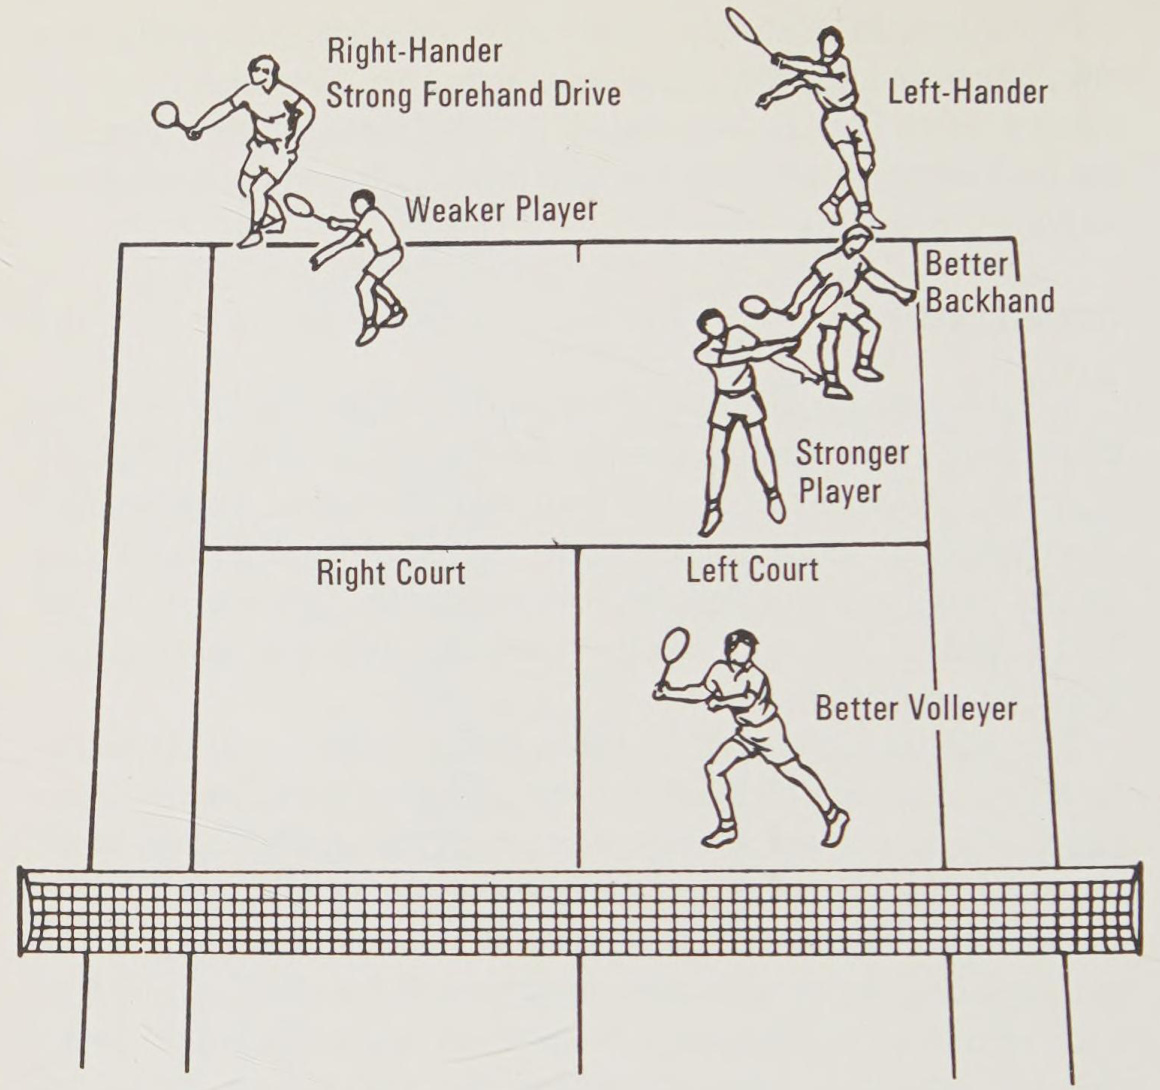 Right-Hander
Strong Forehand Drive
Left-Hander
Weaker Player
Better
Backhand
Stronger
Player
Right Court
Left Court
Better Volleyer